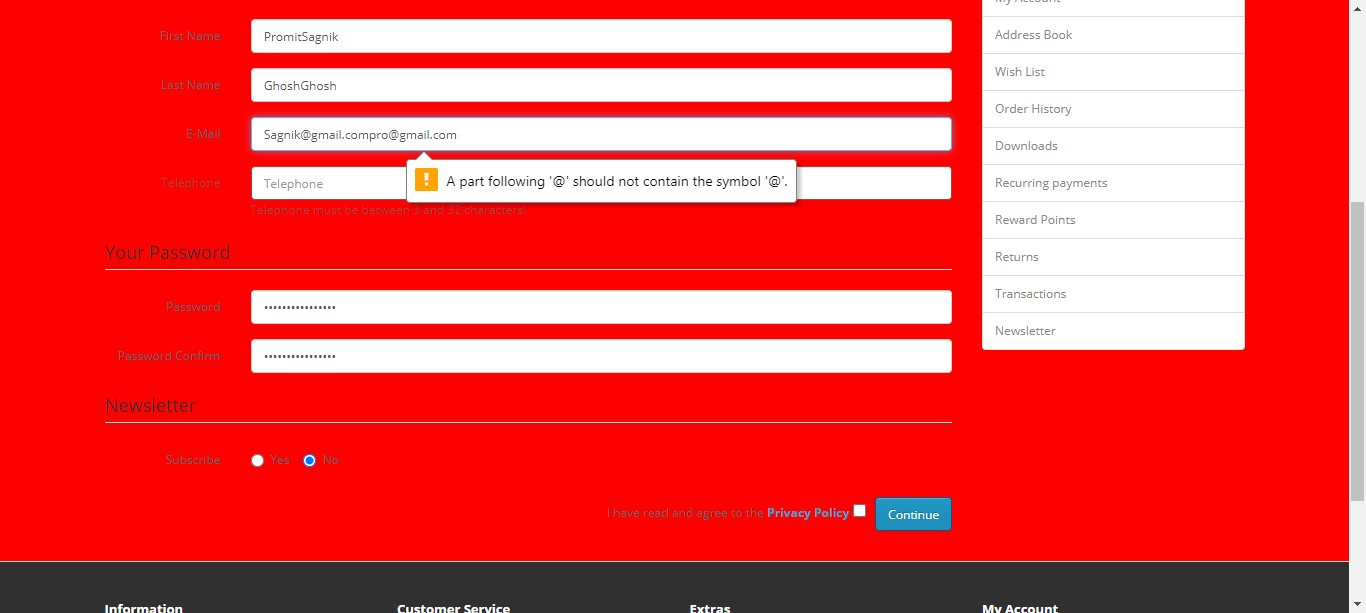 My Account
First Name
PromitSagnik
Address Book
Wish List
Last Name
GhoshGhosh
Order History
E-Mail
Sagnik@gmail.compro@gmail.com
Downloads
Telephone
Telephone
A part following '@' should not contain the symbol '@'.
Recurring payments
Telephone must be between 3 and 32 characters!
Reward Points
Your Password
Returns
Transactions
Password
•••••••••••••••
Newsletter
Password Confirm
•••••••••••••••
Newsletter
Subscribe
Yes
No
I have read and agree to the Privacy Policy
Continue
Information
Customer Service
Extras
My Account